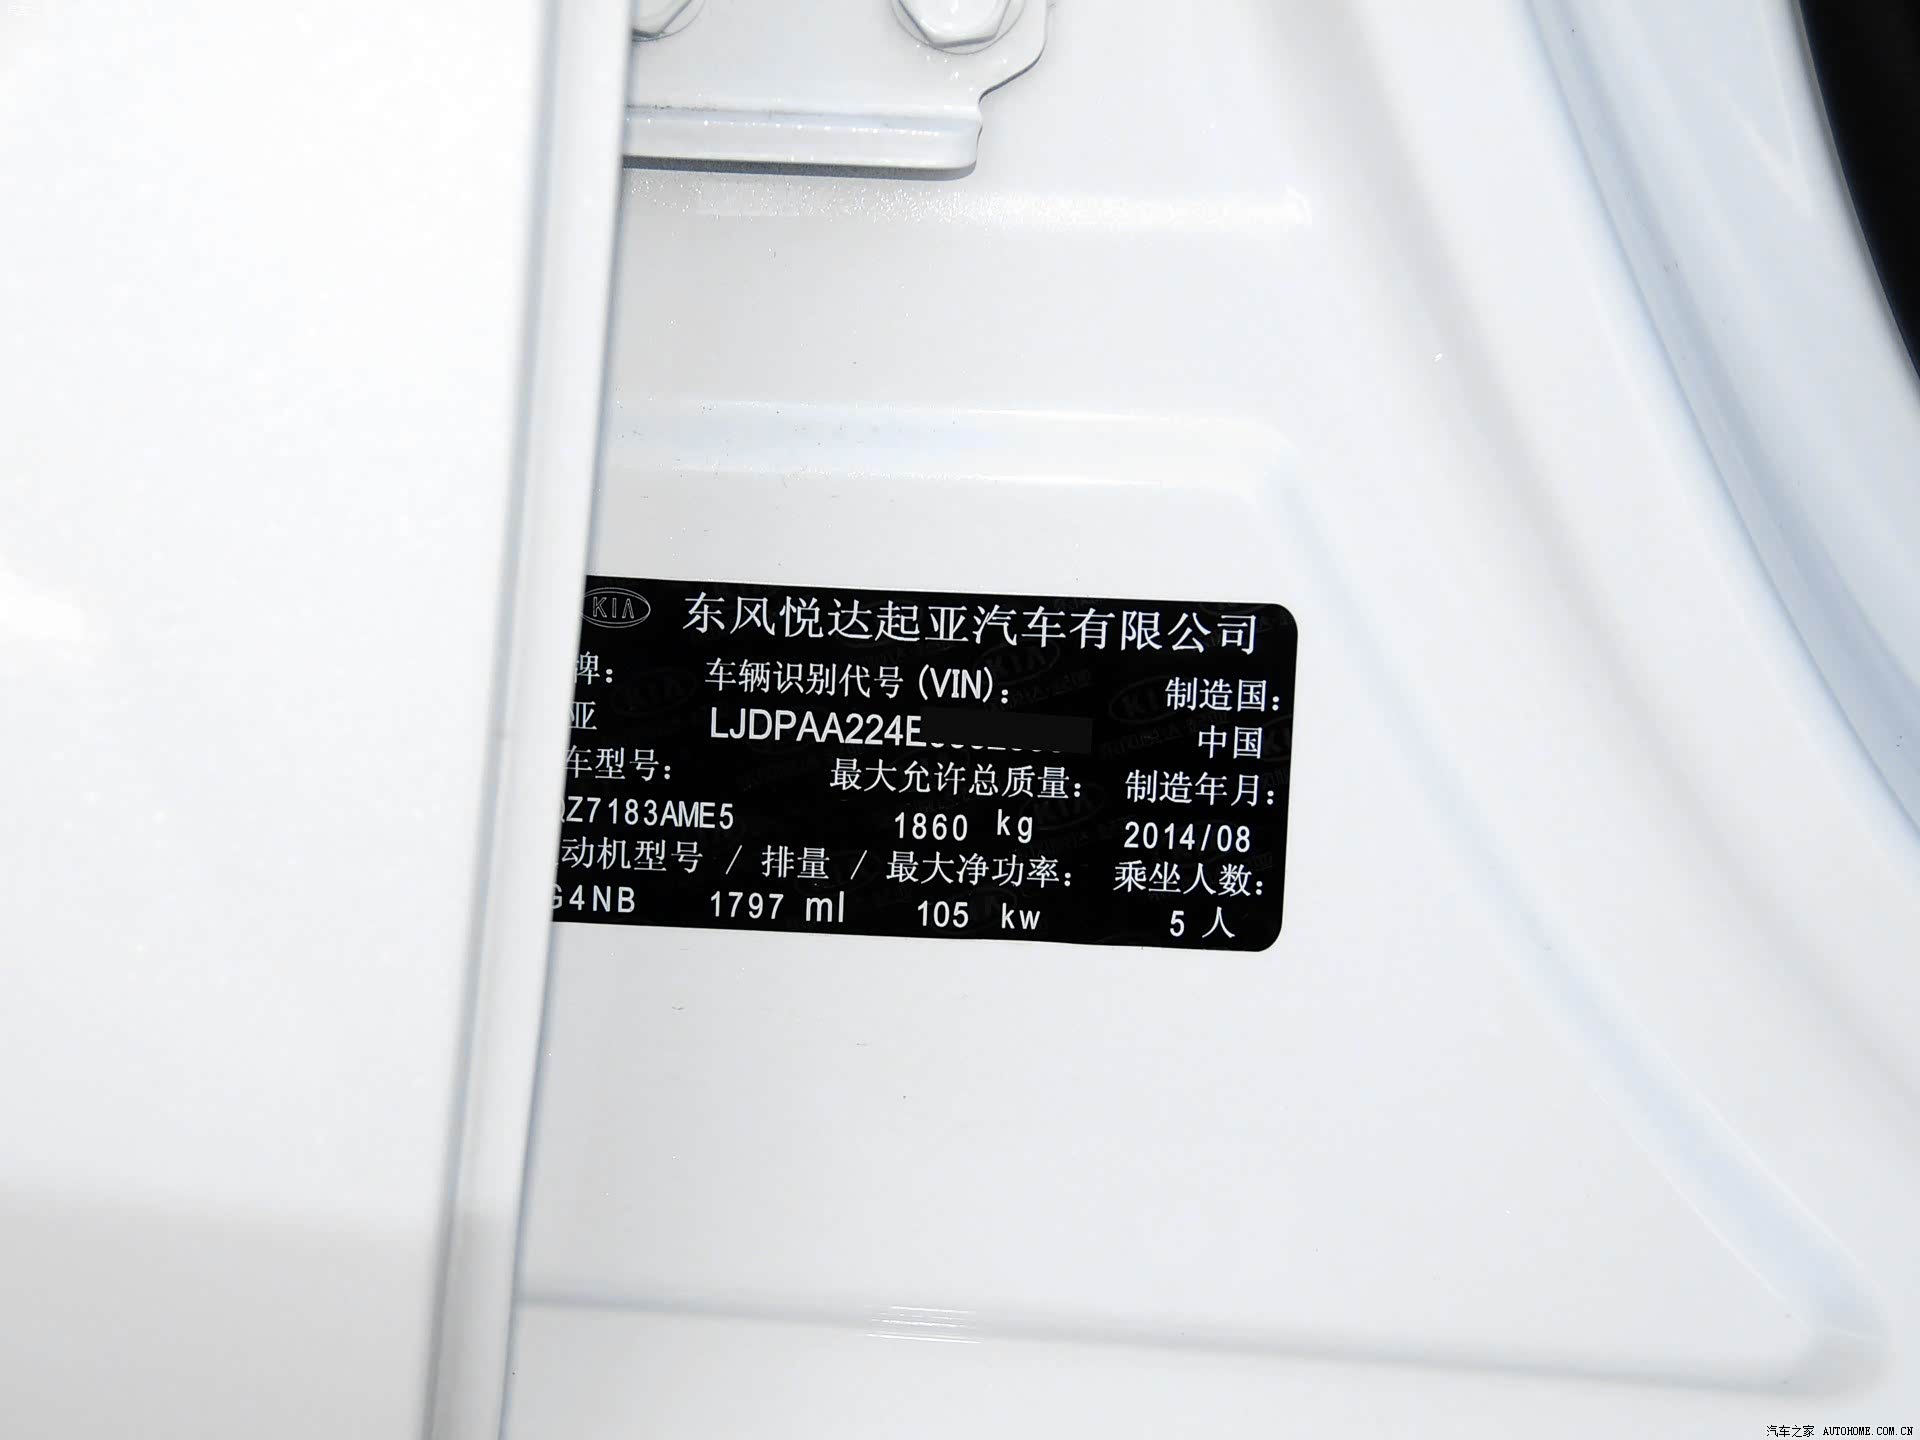 KIA 东风悦达起亚汽车有限公司
牌: 车辆识别代号(VIN): 制造国:
亚 LJDPAA224E 中国
车型号: 最大允许总质量: 制造年月:
QZ7183AME5 1860 kg 2014/08
动机型号 / 排量 / 最大净功率: 乘坐人数:
G4NB 1797 ml 105 kw 5 人
汽车之家 AUTOHOME.COM.CN